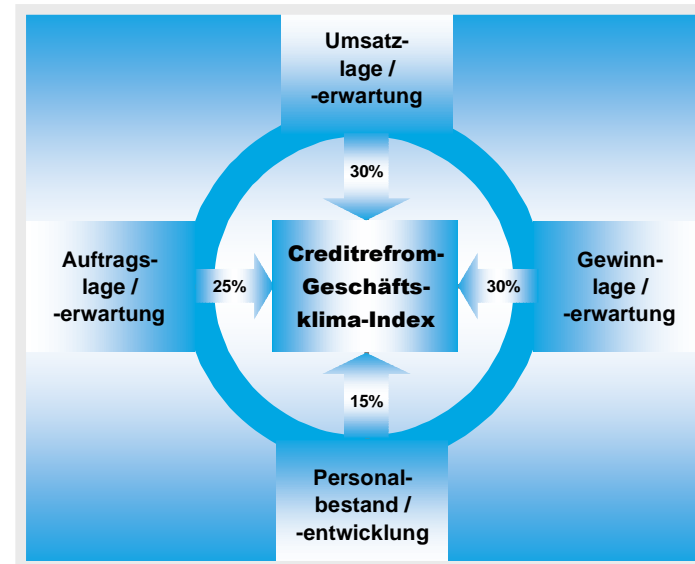 Umsatz-
lage /
-erwartung
30%
Auftrags-
lage /
-erwartung
25%
Creditrefrom-
Geschäfts-
klima-Index
30%
Gewinn-
lage /
-erwartung
15%
Personal-
bestand /
-entwicklung